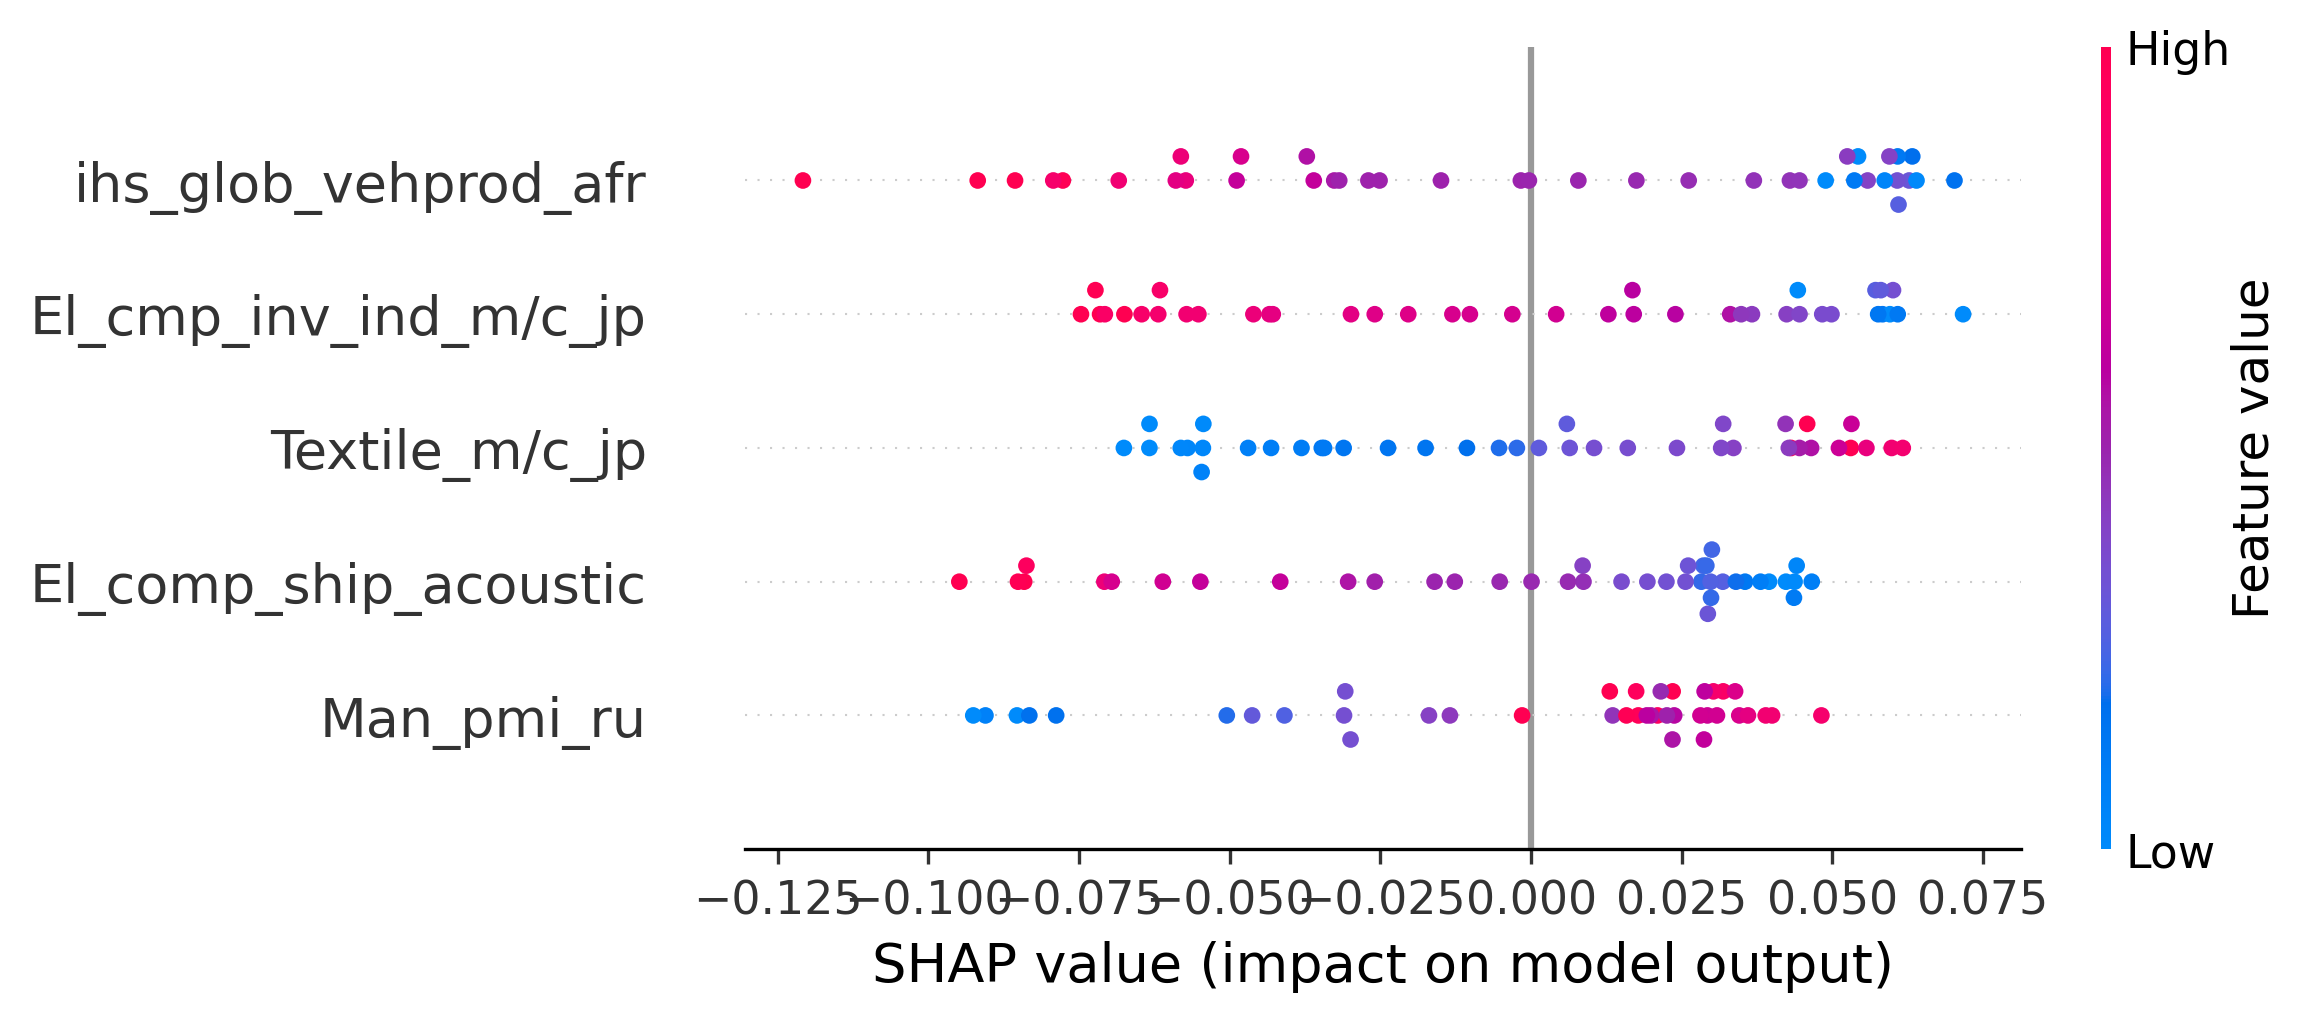 High
ihs_glob_vehprod_afr
El_cmp_inv_ind_m/c_jp
Textile_m/c_jp
El_comp_ship_acoustic
Man_pmi_ru
Feature value
Low
−0.125 −0.100 −0.075 −0.050 −0.025 0.000 0.025 0.050 0.075
SHAP value (impact on model output)